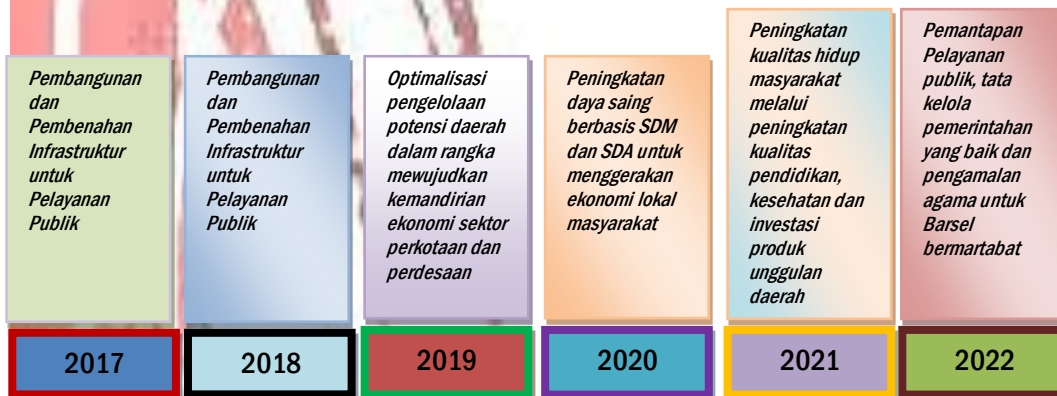 Pembangunan
dan
Pembenahan
Infrastruktur
untuk
Pelayanan
Publik
2017
Pembangunan
dan
Pembenahan
Infrastruktur
untuk
Pelayanan
Publik
2018
Optimalisasi
pengelolaan
potensi daerah
dalam rangka
mewujudkan
kemandirian
ekonomi sektor
perkotaan dan
perdesaan
2019
Peningkatan
daya saing
berbasis SDM
dan SDA untuk
menggerakan
ekonomi lokal
masyarakat
2020
Peningkatan
kualitas hidup
masyarakat
melalui
peningkatan
kualitas
pendidikan,
kesehatan dan
investasi
produk
unggulan
daerah
2021
Pemantapan
Pelayanan
publik, tata
kelola
pemerintahan
yang baik dan
pengamalan
agama untuk
Barsel
bermartabat
2022